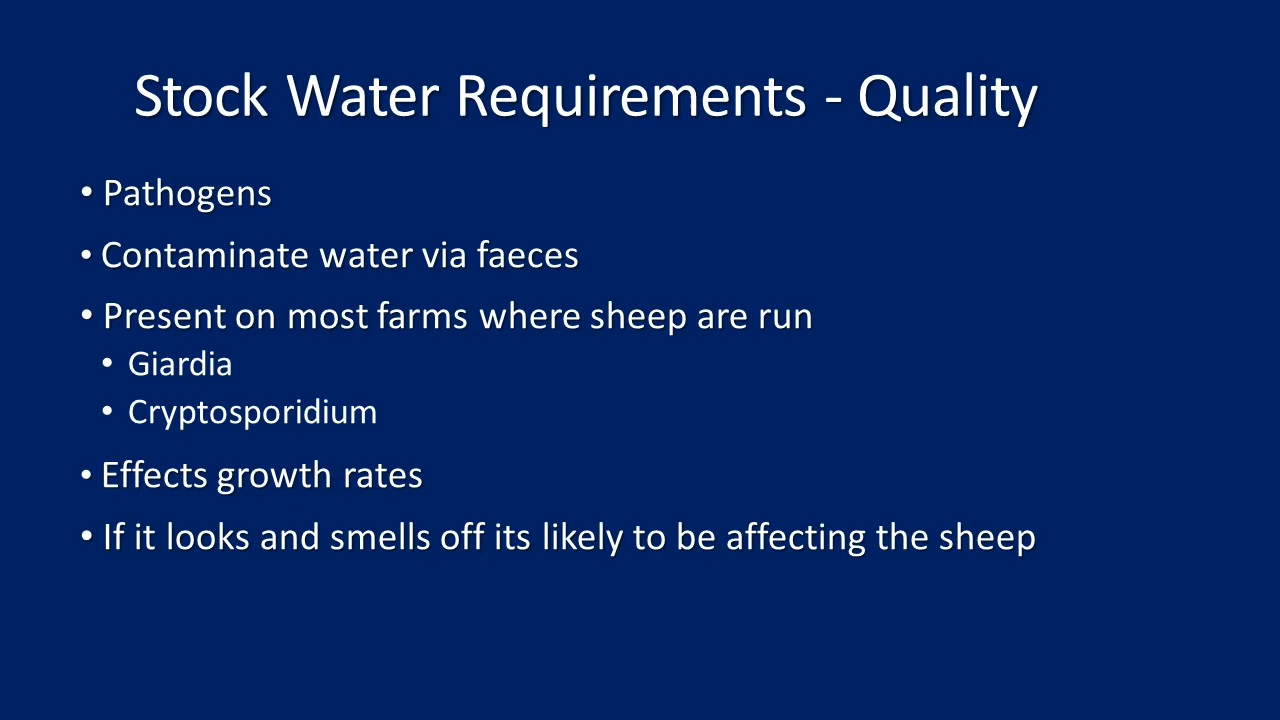 Stock Water Requirements - Quality
• Pathogens
• Contaminate water via faeces
• Present on most farms where sheep are run
• Giardia
• Cryptosporidium
• Effects growth rates
• If it looks and smells off its likely to be affecting the sheep